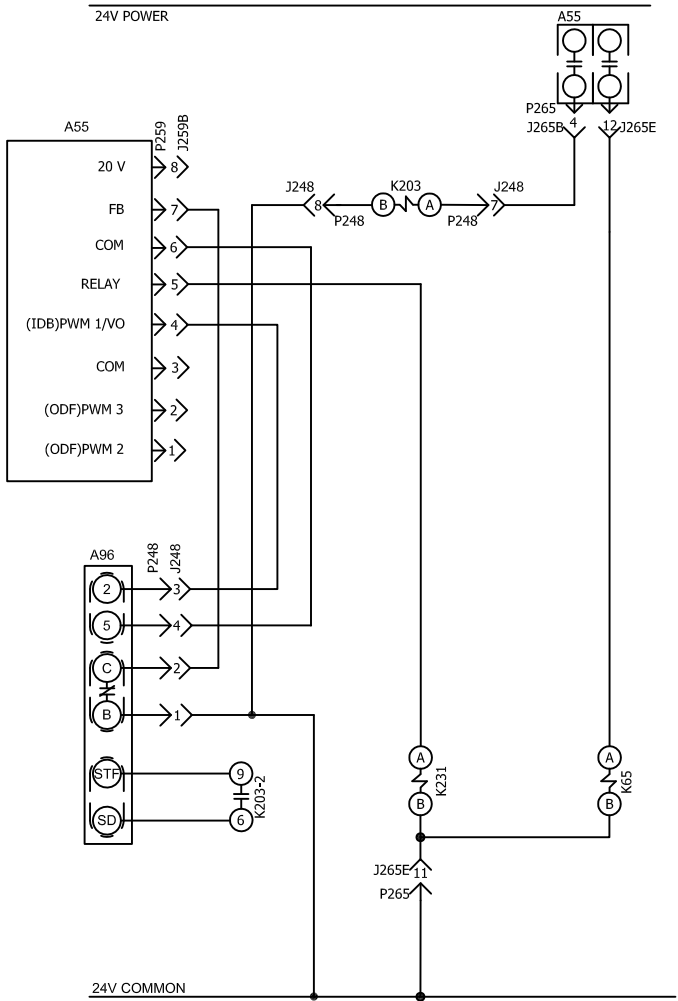 24V POWER
A55
P265
J265B 4 12 J265E
A55
P259
J259B
20 V 8
J248 K203 J248
FB 7
8 B A 7
P248 P248
COM 6
RELAY 5
(IDB)PWM 1/VO 4
COM 3
(ODF)PWM 3 2
(ODF)PWM 2 1
A96
P248
J248
2 3
5 4
C 2
B 1
STF 9
K203-2
SD 6
A A
K231
K65
B B
J265E 11
P265
24V COMMON